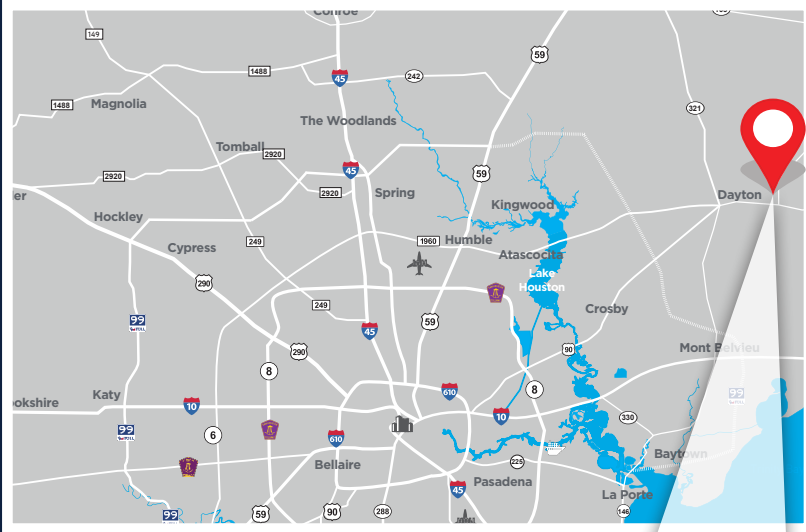 Conroe
149
59
1488
45
242
1488
Magnolia
321
The Woodlands
Tomball
2920
45
59
2920
2920
Spring
Dayton
Kingwood
Hockley
249
1960
Humble
Cypress
Atascocita
Lake
Houston
290
249
Crosby
99
59
45
290
90
Mont Belvieu
8
610
8
Katy
10
99
10
330
99
6
610
Baytown
Bellaire
225
Pasadena
45
La Porte
99
59
90
288
146